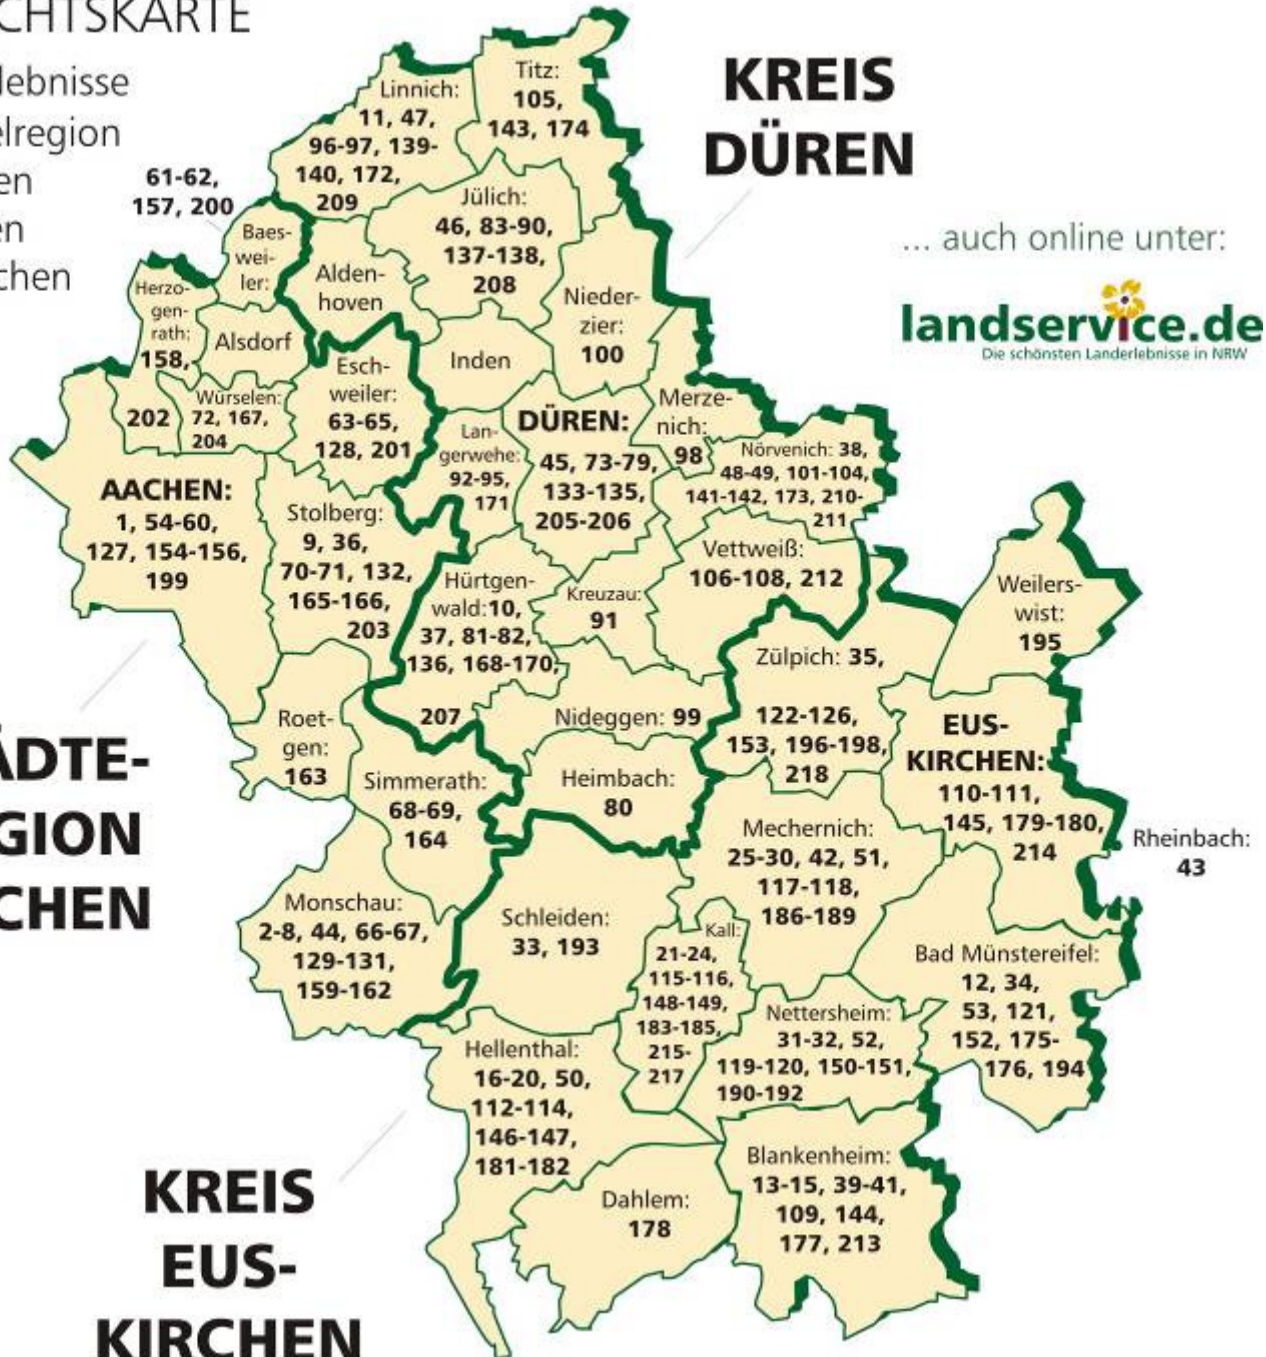 CHTSKARTE
lebnisse
elregion
en
en
chen
KREIS
DÜREN
... auch online unter:
landservice.de
Die schönsten Landerlebnisse in NRW
Linnich:
11, 47,
96-97, 139-
140, 172,
209
Titz:
105,
143, 174
61-62,
157, 200
Baes-
wei-
ler:
Jülich:
46, 83-90,
137-138,
208
Alden-
hoven
Herzo-
gen-
rath:
158,
202
Alsdorf
Nieder-
zier:
100
Inden
Esch-
weiler:
63-65,
128, 201
Würselen:
72, 167,
204
Merze-
nich:
98
DÜREN:
45, 73-79,
133-135,
205-206
Lan-
gerwehe:
92-95,
171
Nörvenich: 38,
48-49, 101-104,
141-142, 173, 210-
211
AACHEN:
1, 54-60,
127, 154-156,
199
Stolberg:
9, 36,
70-71, 132,
165-166,
203
Vettweiß:
106-108, 212
Hürtgen-
wald:10,
37, 81-82,
136, 168-170,
207
Kreuzau:
91
Weilers-
wist:
195
Zülpich: 35,
122-126,
153, 196-198,
218
Nideggen: 99
Roet-
gen:
163
EUS-
KIRCHEN:
110-111,
145, 179-180,
214
ÄDTE-
GION
CHEN
Simmerath:
68-69,
164
Heimbach:
80
Mechernich:
25-30, 42, 51,
117-118,
186-189
Rheinbach:
43
Monschau:
2-8, 44, 66-67,
129-131,
159-162
Schleiden:
33, 193
Kall:
21-24,
115-116,
148-149,
183-185,
215-
217
Bad Münstereifel:
12, 34,
53, 121,
152, 175-
176, 194
Nettersheim:
31-32, 52,
119-120, 150-151,
190-192
Hellenthal:
16-20, 50,
112-114,
146-147,
181-182
Blankenheim:
13-15, 39-41,
109, 144,
177, 213
Dahlem:
178
KREIS
EUS-
KIRCHEN